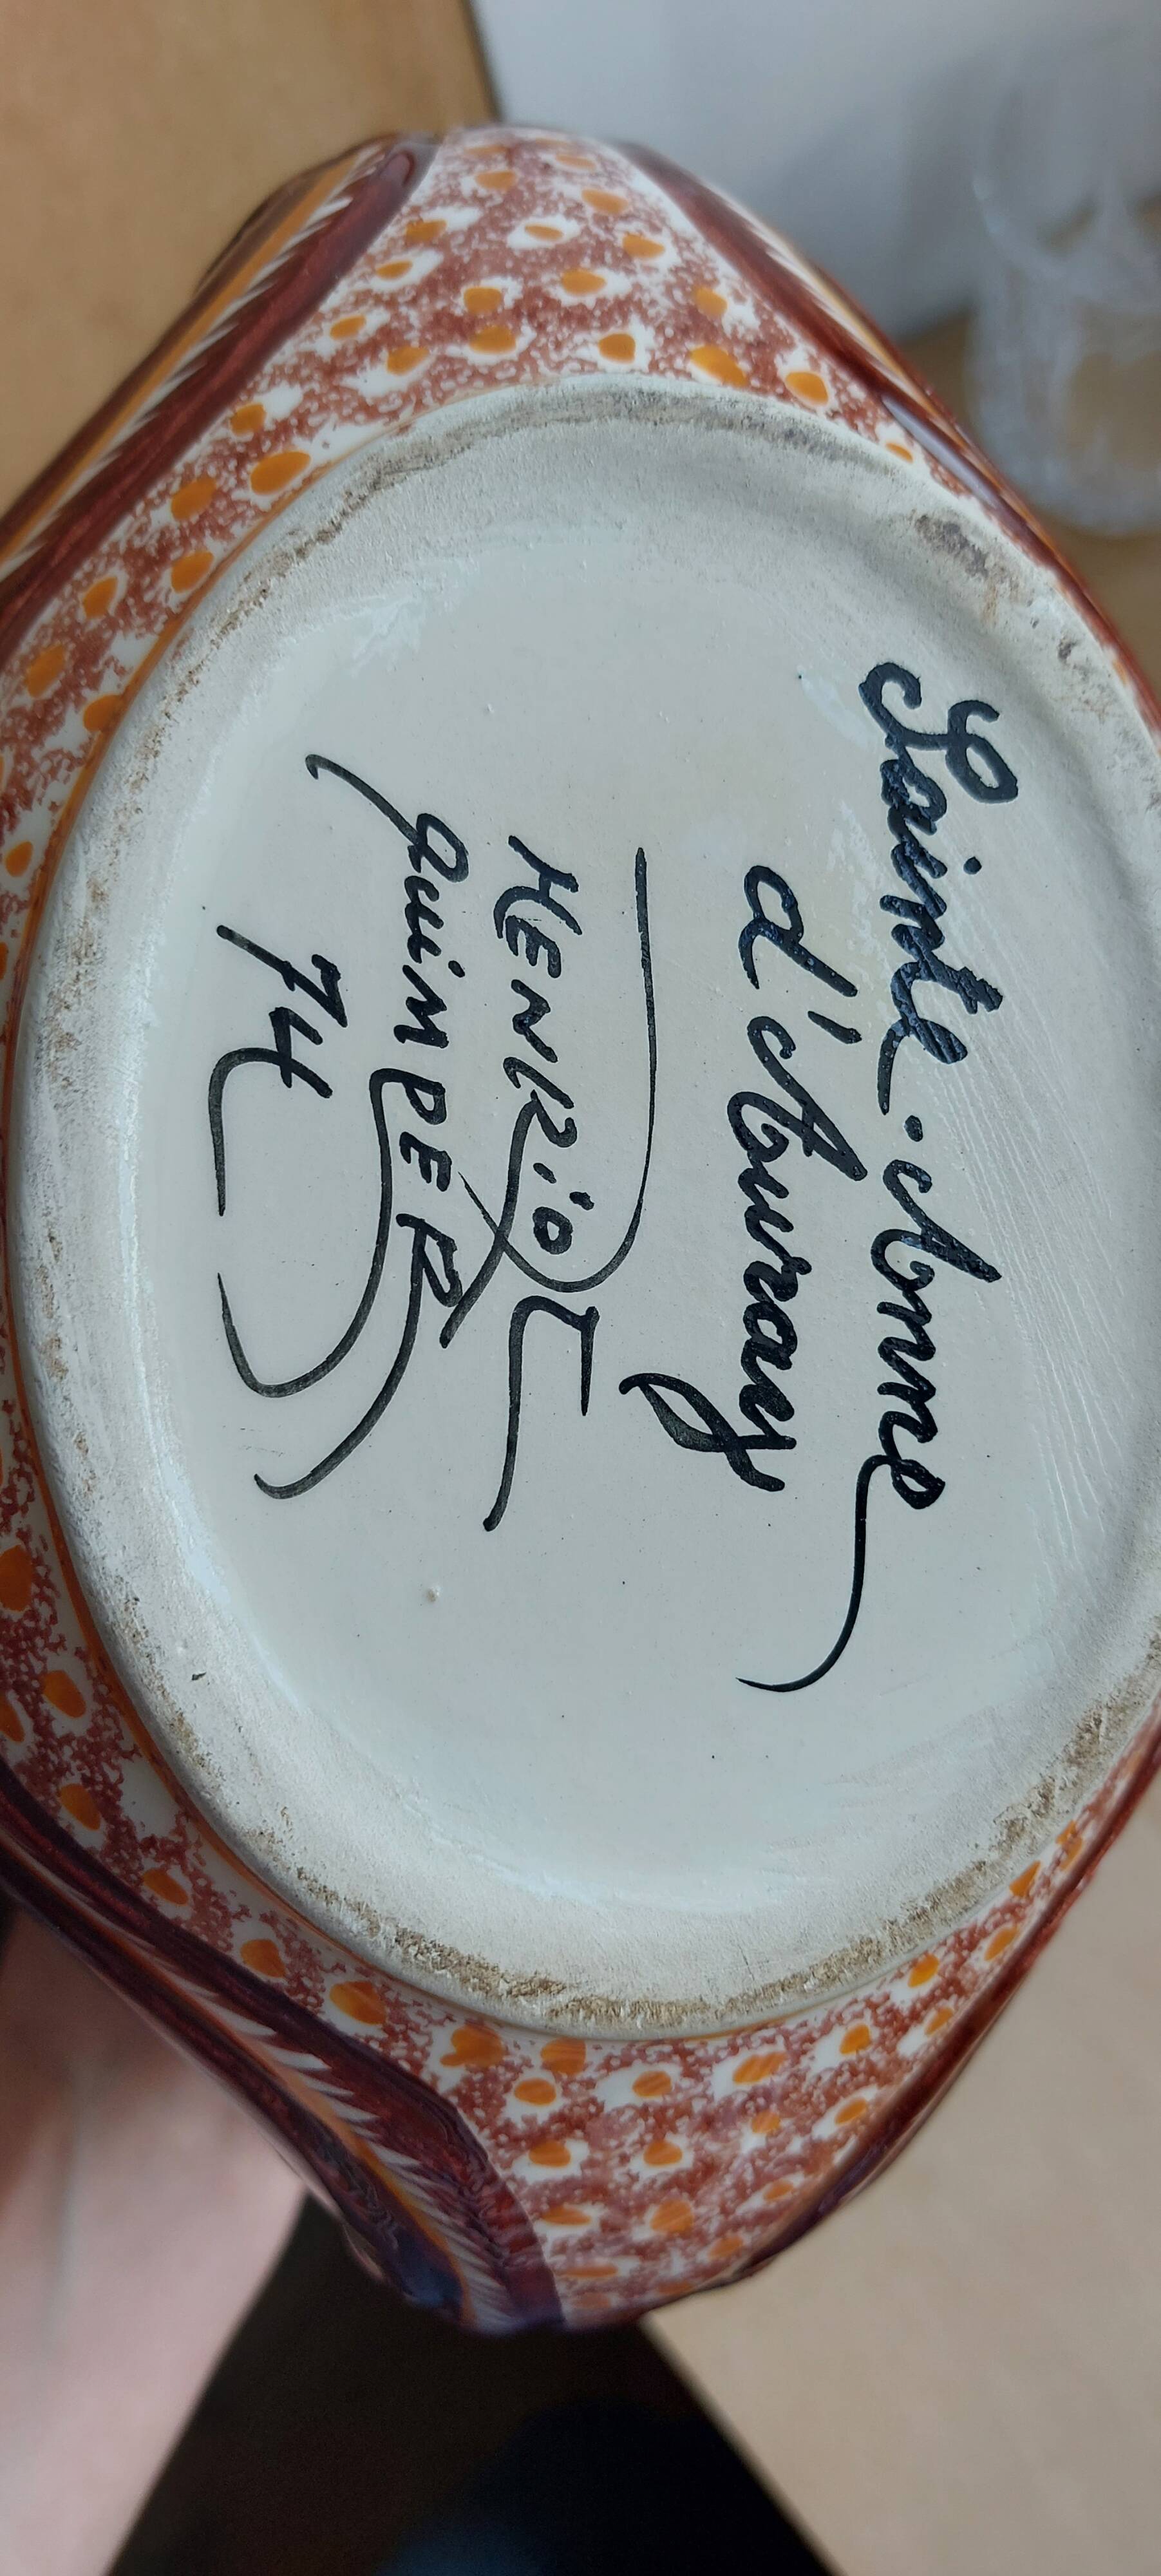 Sainte-Anne
d'Auray
HENRiOT
QuiMPER
74